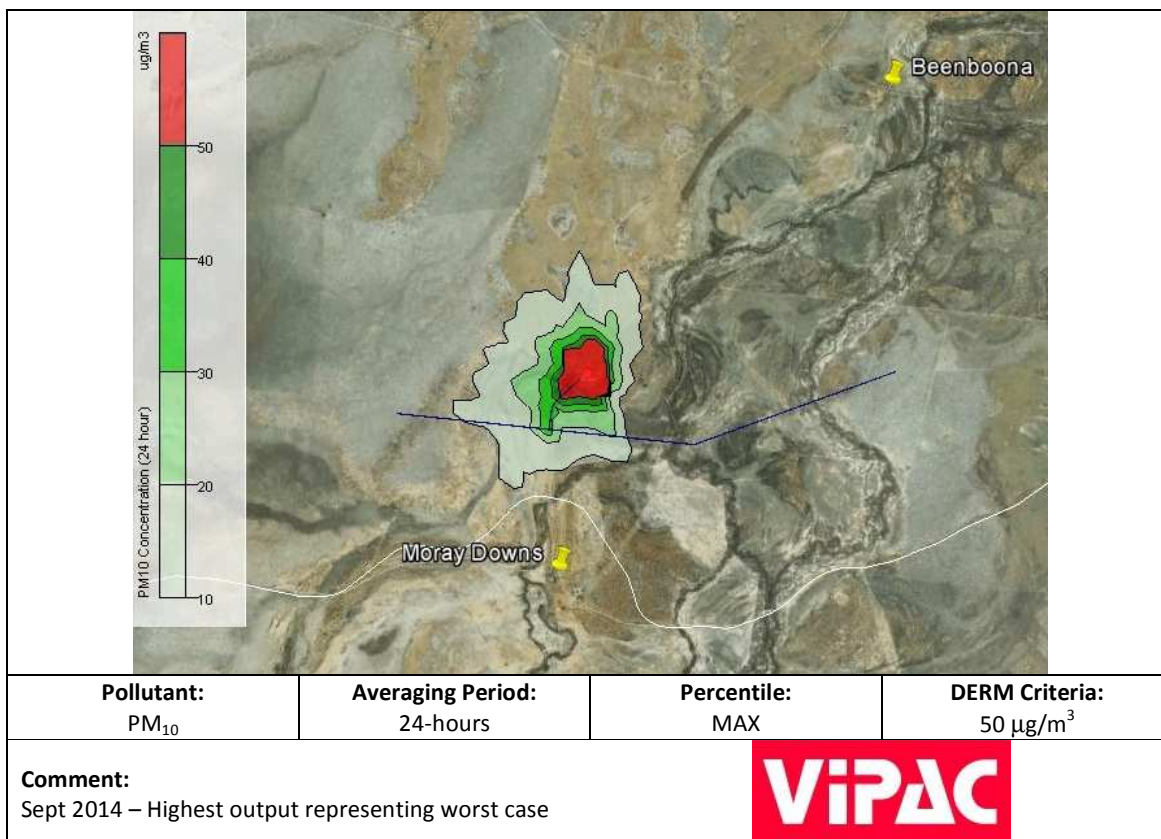 ug/m3
50
40
30
20
10
PM10 Concentration (24 hour)
Beenboona
Moray Downs
Pollutant:
PM₁₀
Averaging Period:
24-hours
Percentile:
MAX
DERM Criteria:
50 μg/m³
Comment:
Sept 2014 – Highest output representing worst case
ViPAC